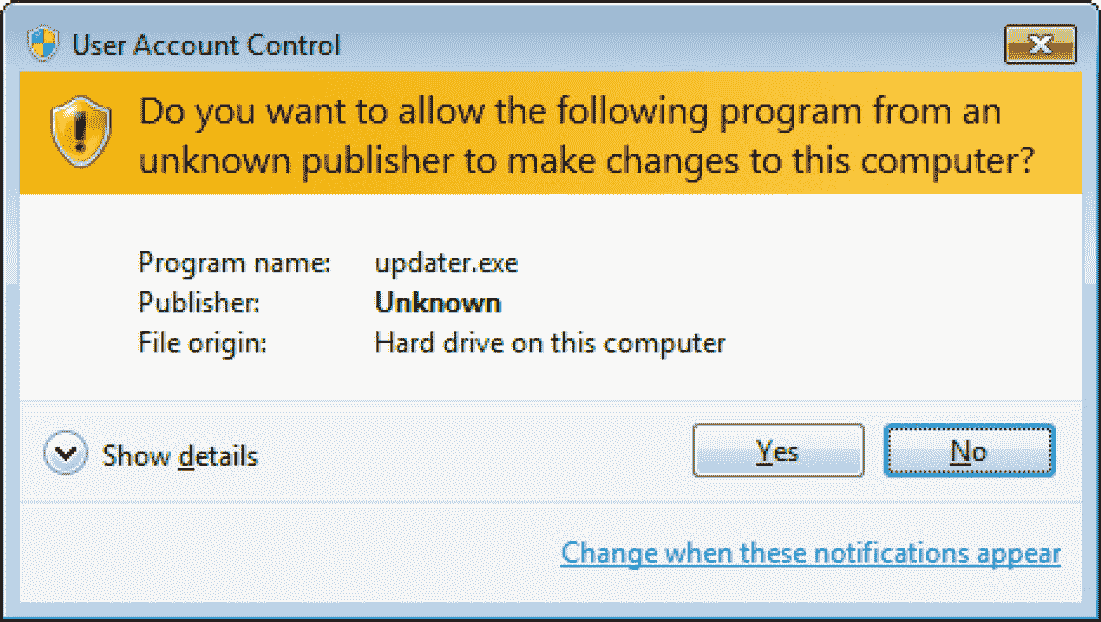 User Account Control
Do you want to allow the following program from an
unknown publisher to make changes to this computer?
Program name: updater.exe
Publisher: Unknown
File origin: Hard drive on this computer
Show details
Yes
No
Change when these notifications appear